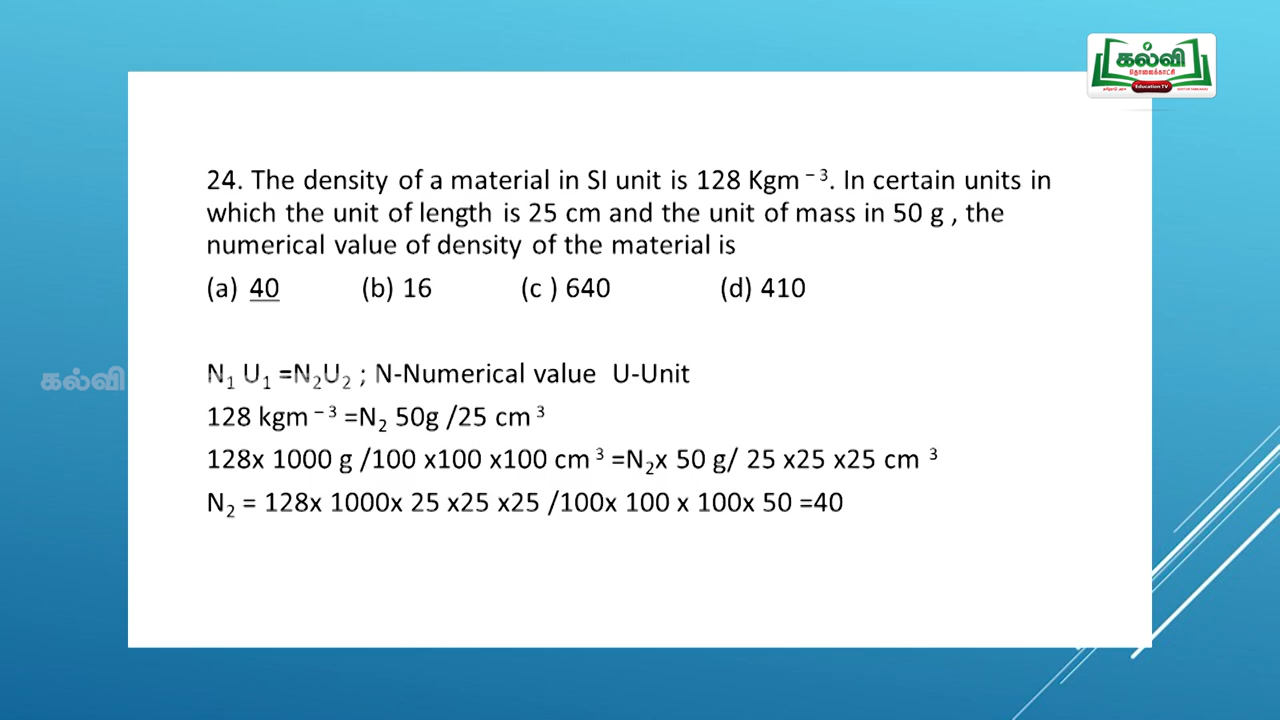 கல்வி
தொலைக்காட்சி
Education TV
24. The density of a material in SI unit is 128 Kgm ⁻ ³. In certain units in
which the unit of length is 25 cm and the unit of mass in 50 g , the
numerical value of density of the material is
(a) 40 (b) 16 (c ) 640 (d) 410
கல்வி
N₁ U₁ =N₂U₂ ; N-Numerical value U-Unit
128 kgm ⁻ ³ =N₂ 50g /25 cm ³
128x 1000 g /100 x100 x100 cm ³ =N₂x 50 g/ 25 x25 x25 cm ³
N₂ = 128x 1000x 25 x25 x25 /100x 100 x 100x 50 =40